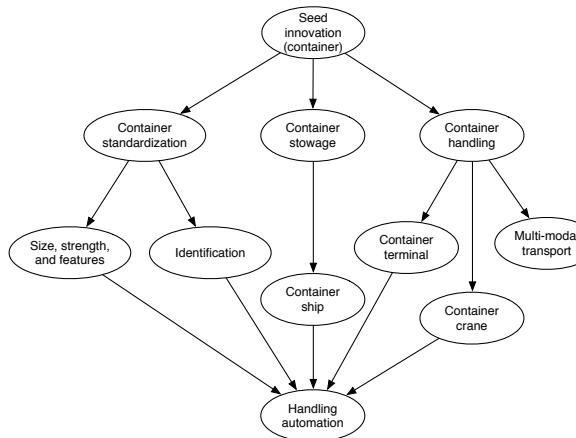 Seed
innovation
(container)
Container
standardization
Container
stowage
Container
handling
Size, strength,
and features
Identification
Container
terminal
Multi-modal
transport
Container
ship
Container
crane
Handling
automation